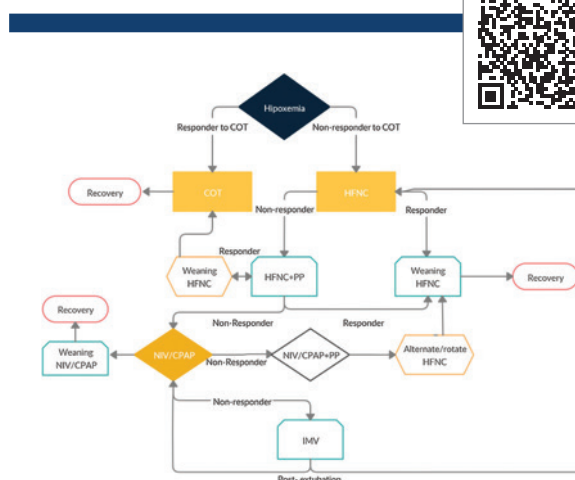 Hipoxemia
Responder to COT
Non-responder to COT
Recovery
COT
HFNC
Non-responder
Responder
Responder
Weaning
HFNC
HFNC+PP
Weaning
HFNC
Recovery
Recovery
Non-Responder
Responder
Weaning
NIV/CPAP
NIV/CPAP
Non-Responder
NIV/CPAP+PP
Alternate/rotate
HFNC
Non-responder
IMV
Post- extubation